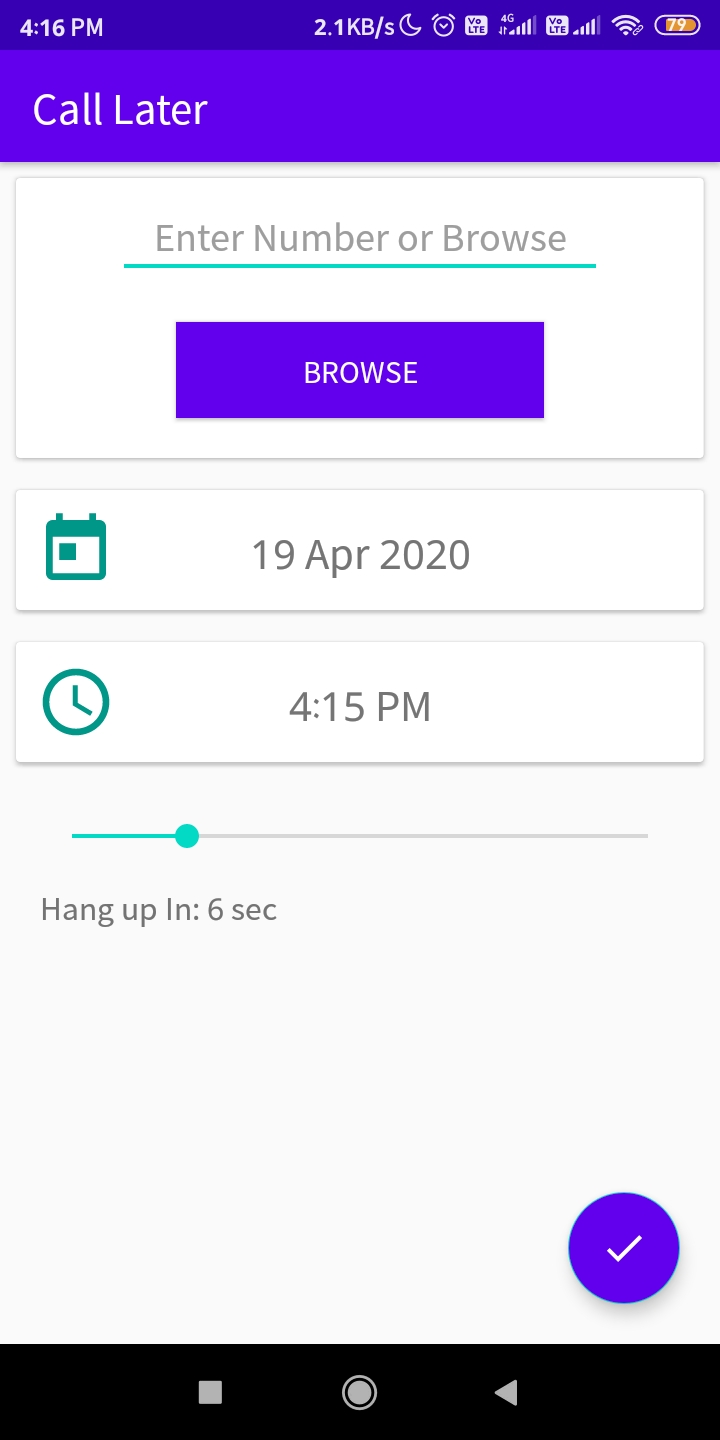 4:16 PM 2.1KB/s Vo LTE 4G Vo LTE 79
Call Later
Enter Number or Browse
BROWSE
19 Apr 2020
4:15 PM
Hang up In: 6 sec